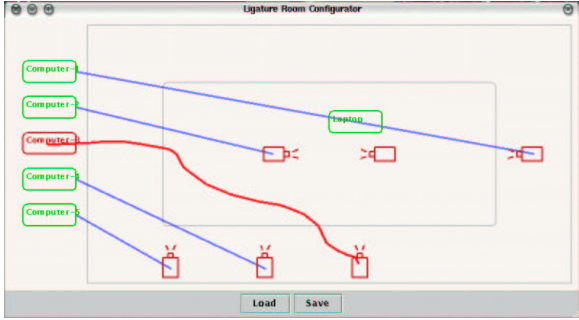 Ligature Room Configurator
Computer-1
Computer-2
Laptop
Computer-3
Computer-4
Computer-5
Load
Save